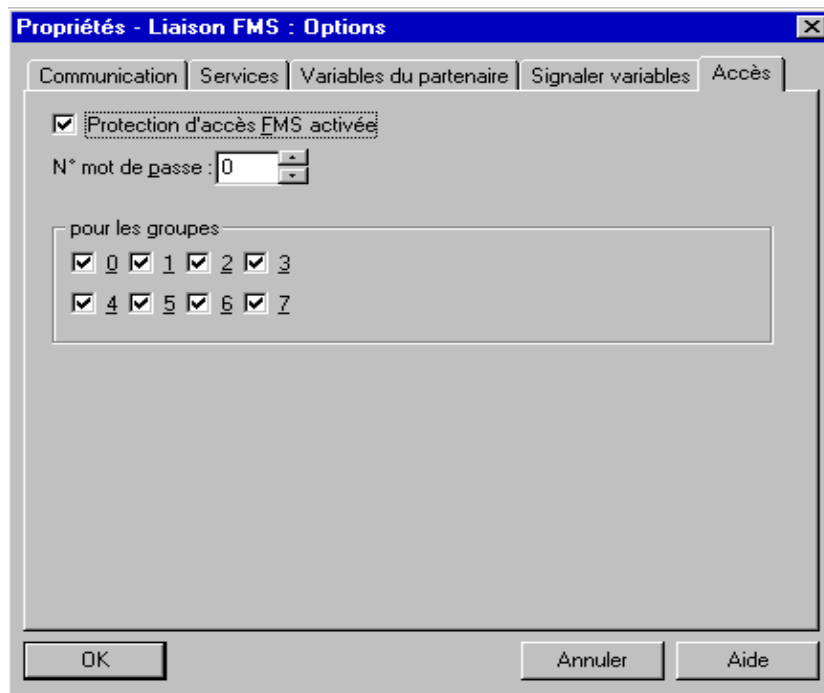 Propriétés - Liaison FMS : Options
Communication Services Variables du partenaire Signaler variables Accès
Protection d'accès FMS activée
N° mot de passe : 0
pour les groupes
0 1 2 3
4 5 6 7
OK Annuler Aide